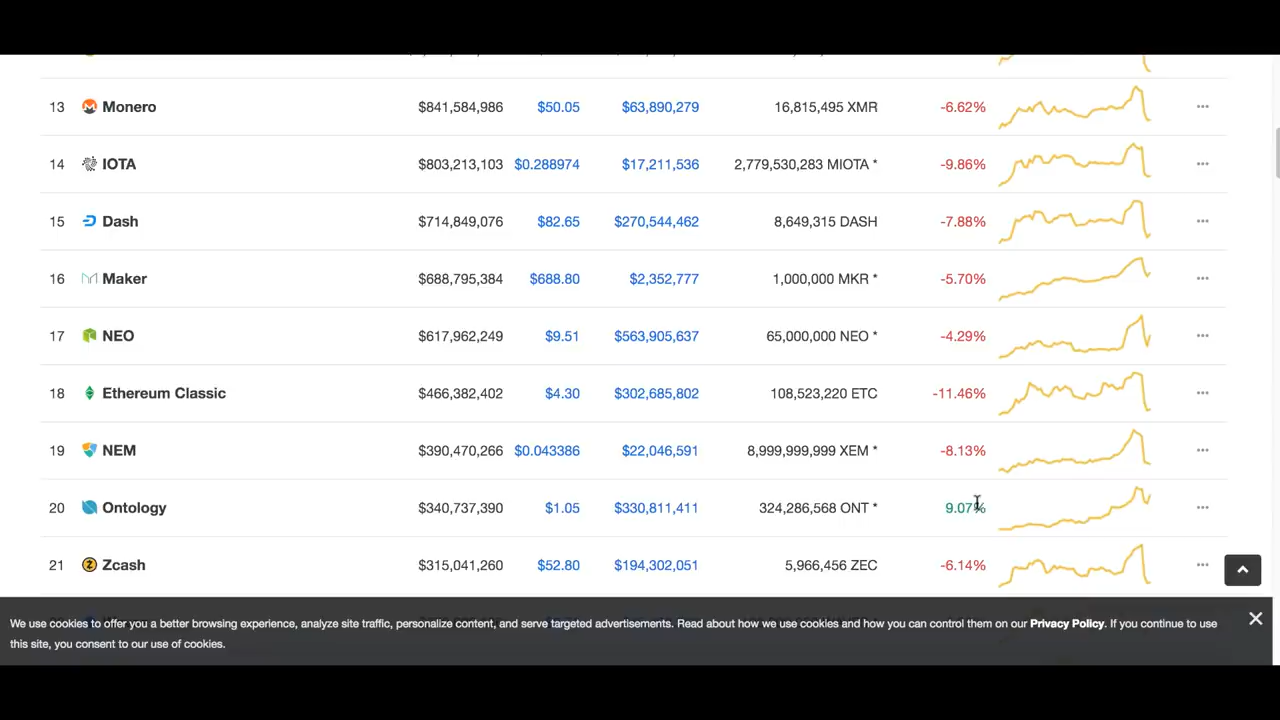 13 Monero $841,584,986 $50.05 $63,890,279 16,815,495 XMR -6.62% ...
14 IOTA $803,213,103 $0.288974 $17,211,536 2,779,530,283 MIOTA * -9.86% ...
15 Dash $714,849,076 $82.65 $270,544,462 8,649,315 DASH -7.88% ...
16 Maker $688,795,384 $688.80 $2,352,777 1,000,000 MKR * -5.70% ...
17 NEO $617,962,249 $9.51 $563,905,637 65,000,000 NEO * -4.29% ...
18 Ethereum Classic $466,382,402 $4.30 $302,685,802 108,523,220 ETC -11.46% ...
19 NEM $390,470,266 $0.043386 $22,046,591 8,999,999,999 XEM * -8.13% ...
20 Ontology $340,737,390 $1.05 $330,811,411 324,286,568 ONT * 9.07% ...
21 Zcash $315,041,260 $52.80 $194,302,051 5,966,456 ZEC -6.14% ...
We use cookies to offer you a better browsing experience, analyze site traffic, personalize content, and serve targeted advertisements. Read about how we use cookies and how you can control them on our Privacy Policy. If you continue to
this site, you consent to our use of cookies.